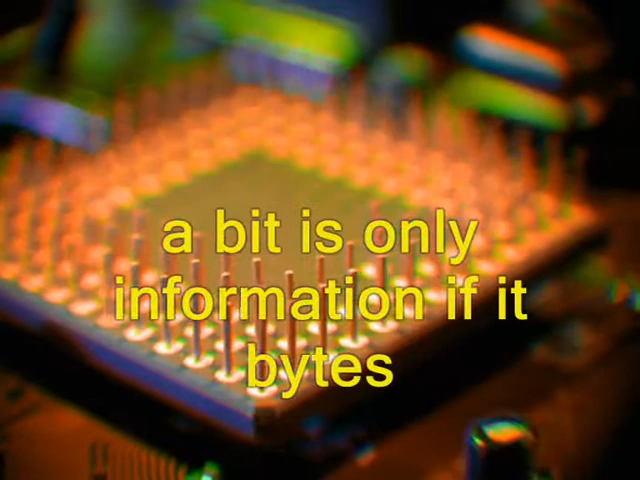 a bit is only
information if it
bytes